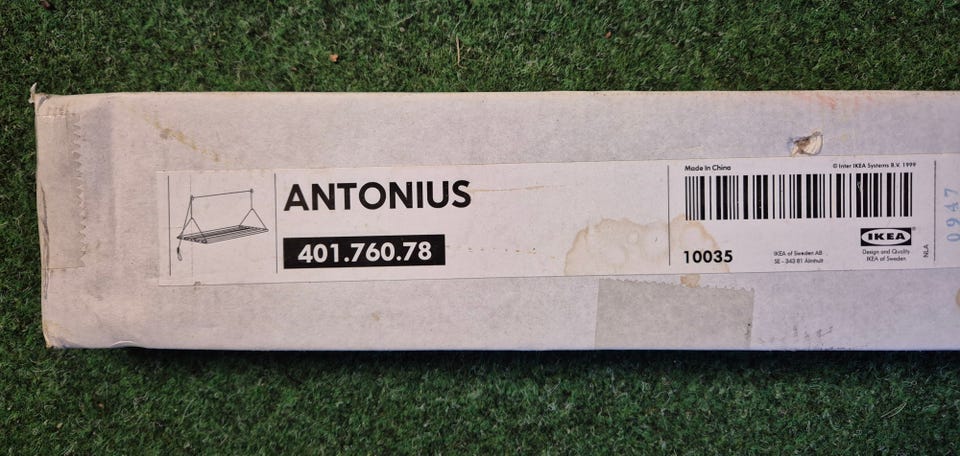 ANTONIUS
401.760.78
Made In China
© Inter IKEA Systems B.V. 1999
10035
IKEA of Sweden AB
SE - 343 81 Älmhult
IKEA
Design and Quality
IKEA of Sweden
NLA
0947